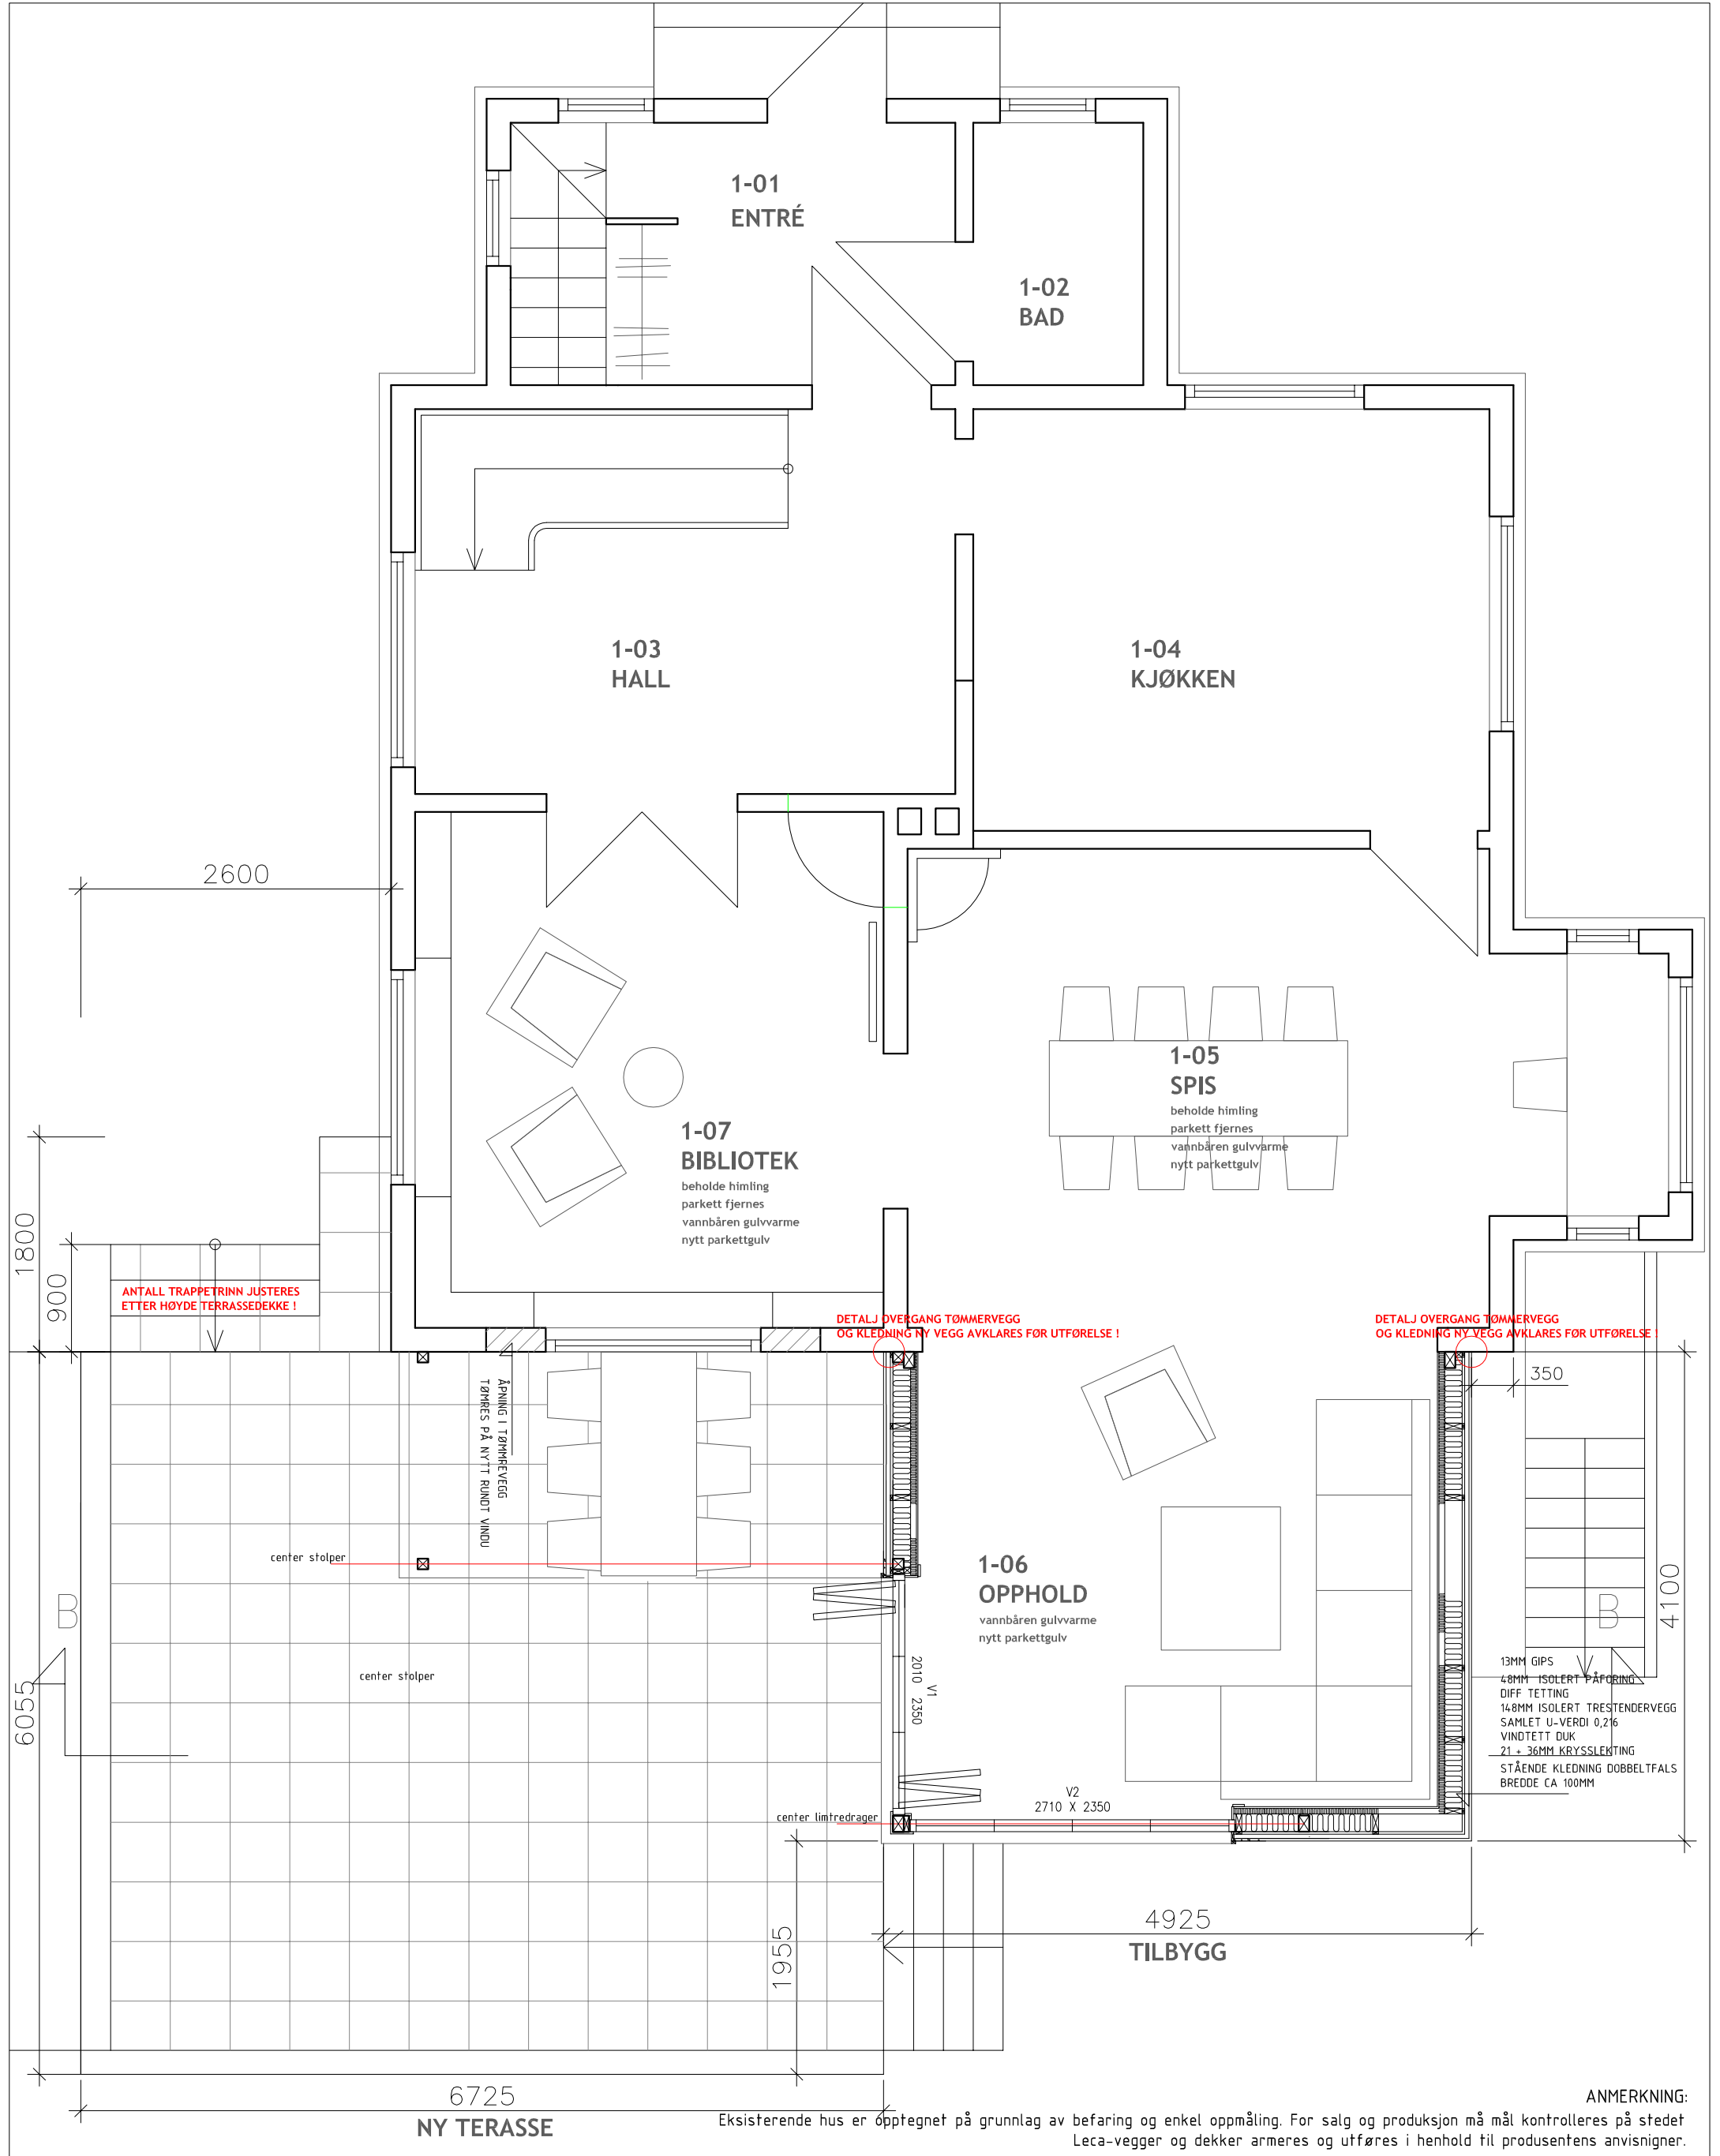 1-01
ENTRÉ
1-02
BAD
1-03
HALL
1-04
KJØKKEN
2600
1-05
SPIS
beholde himling
parkett fjernes
vannbåren gulvvarme
nytt parkettgulv
1-07
BIBLIOTEK
beholde himling
parkett fjernes
vannbåren gulvvarme
nytt parkettgulv
1800
900
ANTALL TRAPPETRINN JUSTERES
ETTER HØYDE TERRASSEDEKKE !
DETALJ OVERGANG TØMMERVEGG
OG KLEDNING NY VEGG AVKLARES FØR UTFØRELSE !
DETALJ OVERGANG TØMMERVEGG
OG KLEDNING NY VEGG AVKLARES FØR UTFØRELSE !
350
ÅPNING I TØMMREVEGG
TØMRES PÅ NYTT RUNDT VINDU
center stolper
1-06
OPPHOLD
vannbåren gulvvarme
nytt parkettgulv
B
B
4100
center stolper
6055
V1
2010 2350
13MM GIPS
48MM ISOLERT PÅFORING
DIFF TETTING
148MM ISOLERT TRESTENDERVEGG
SAMLET U-VERDI 0,216
VINDTETT DUK
21 + 36MM KRYSSLEKTING
STÅENDE KLEDNING DOBBELTFALS
BREDDE CA 100MM
V2
2710 X 2350
center limtredrager
1955
4925
TILBYGG
6725
NY TERASSE
ANMERKNING:
Eksisterende hus er opptegnet på grunnlag av befaring og enkel oppmåling. For salg og produksjon må mål kontrolleres på stedet
Leca-vegger og dekker armeres og utføres i henhold til produsentens anvisnigner.